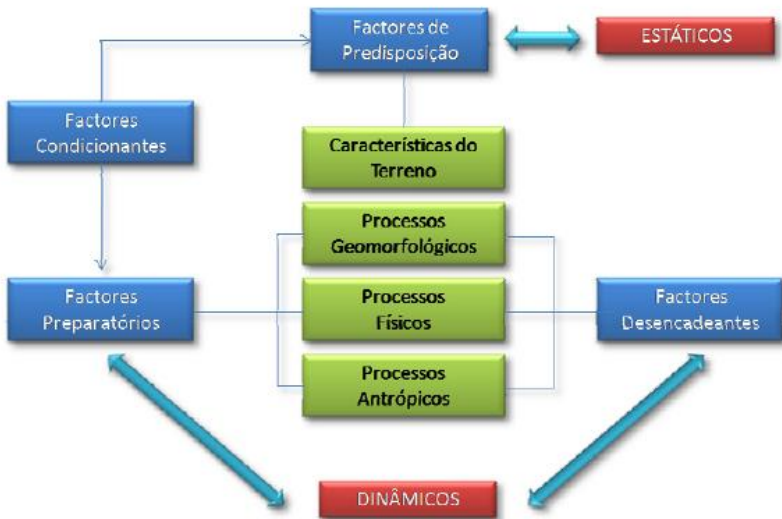 Factores de
Predisposição
ESTÁTICOS
Factores
Condicionantes
Características do
Terreno
Processos
Geomorfológicos
Factores
Preparatórios
Processos
Físicos
Factores
Desencadeantes
Processos
Antrópicos
DINÂMICOS